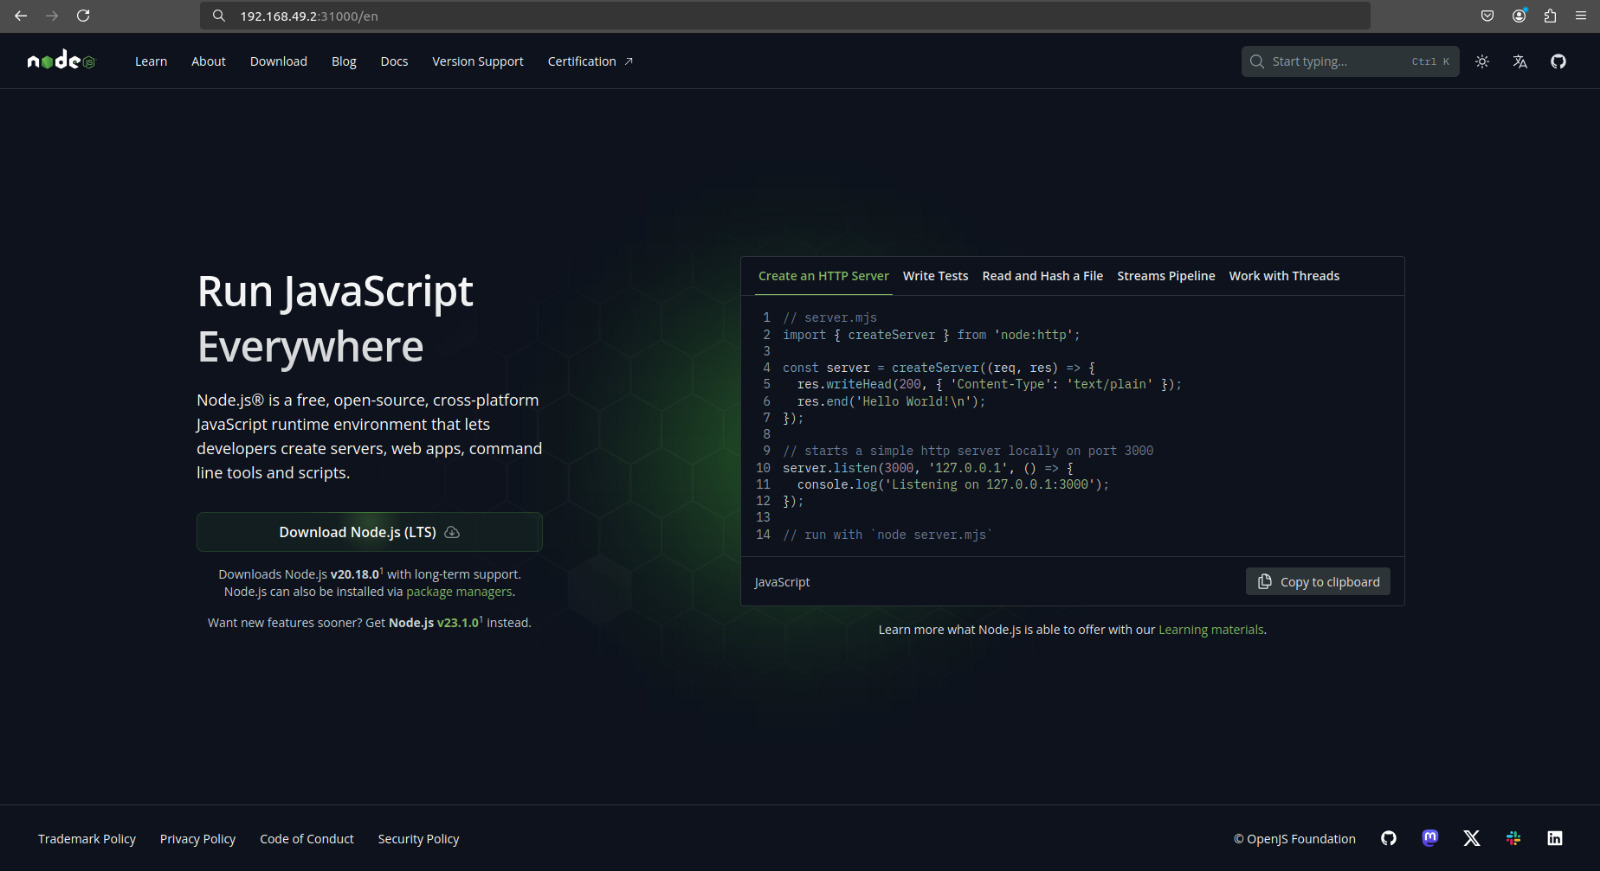 192.168.49.2:31000/en
node JS
Learn About Download Blog Docs Version Support Certification
Start typing... Ctrl K
Run JavaScript
Everywhere
Node.js® is a free, open-source, cross-platform
JavaScript runtime environment that lets
developers create servers, web apps, command
line tools and scripts.
Download Node.js (LTS)
Downloads Node.js v20.18.0¹ with long-term support.
Node.js can also be installed via package managers.
Want new features sooner? Get Node.js v23.1.0¹ instead.
Create an HTTP Server Write Tests Read and Hash a File Streams Pipeline Work with Threads
1 // server.mjs
2 import { createServer } from 'node:http';
3
4 const server = createServer((req, res) => {
5   res.writeHead(200, { 'Content-Type': 'text/plain' });
6   res.end('Hello World!\n');
7 });
8
9 // starts a simple http server locally on port 3000
10 server.listen(3000, '127.0.0.1', () => {
11   console.log('Listening on 127.0.0.1:3000');
12 });
13
14 // run with `node server.mjs`
JavaScript Copy to clipboard
Learn more what Node.js is able to offer with our Learning materials.
Trademark Policy Privacy Policy Code of Conduct Security Policy
© OpenJS Foundation